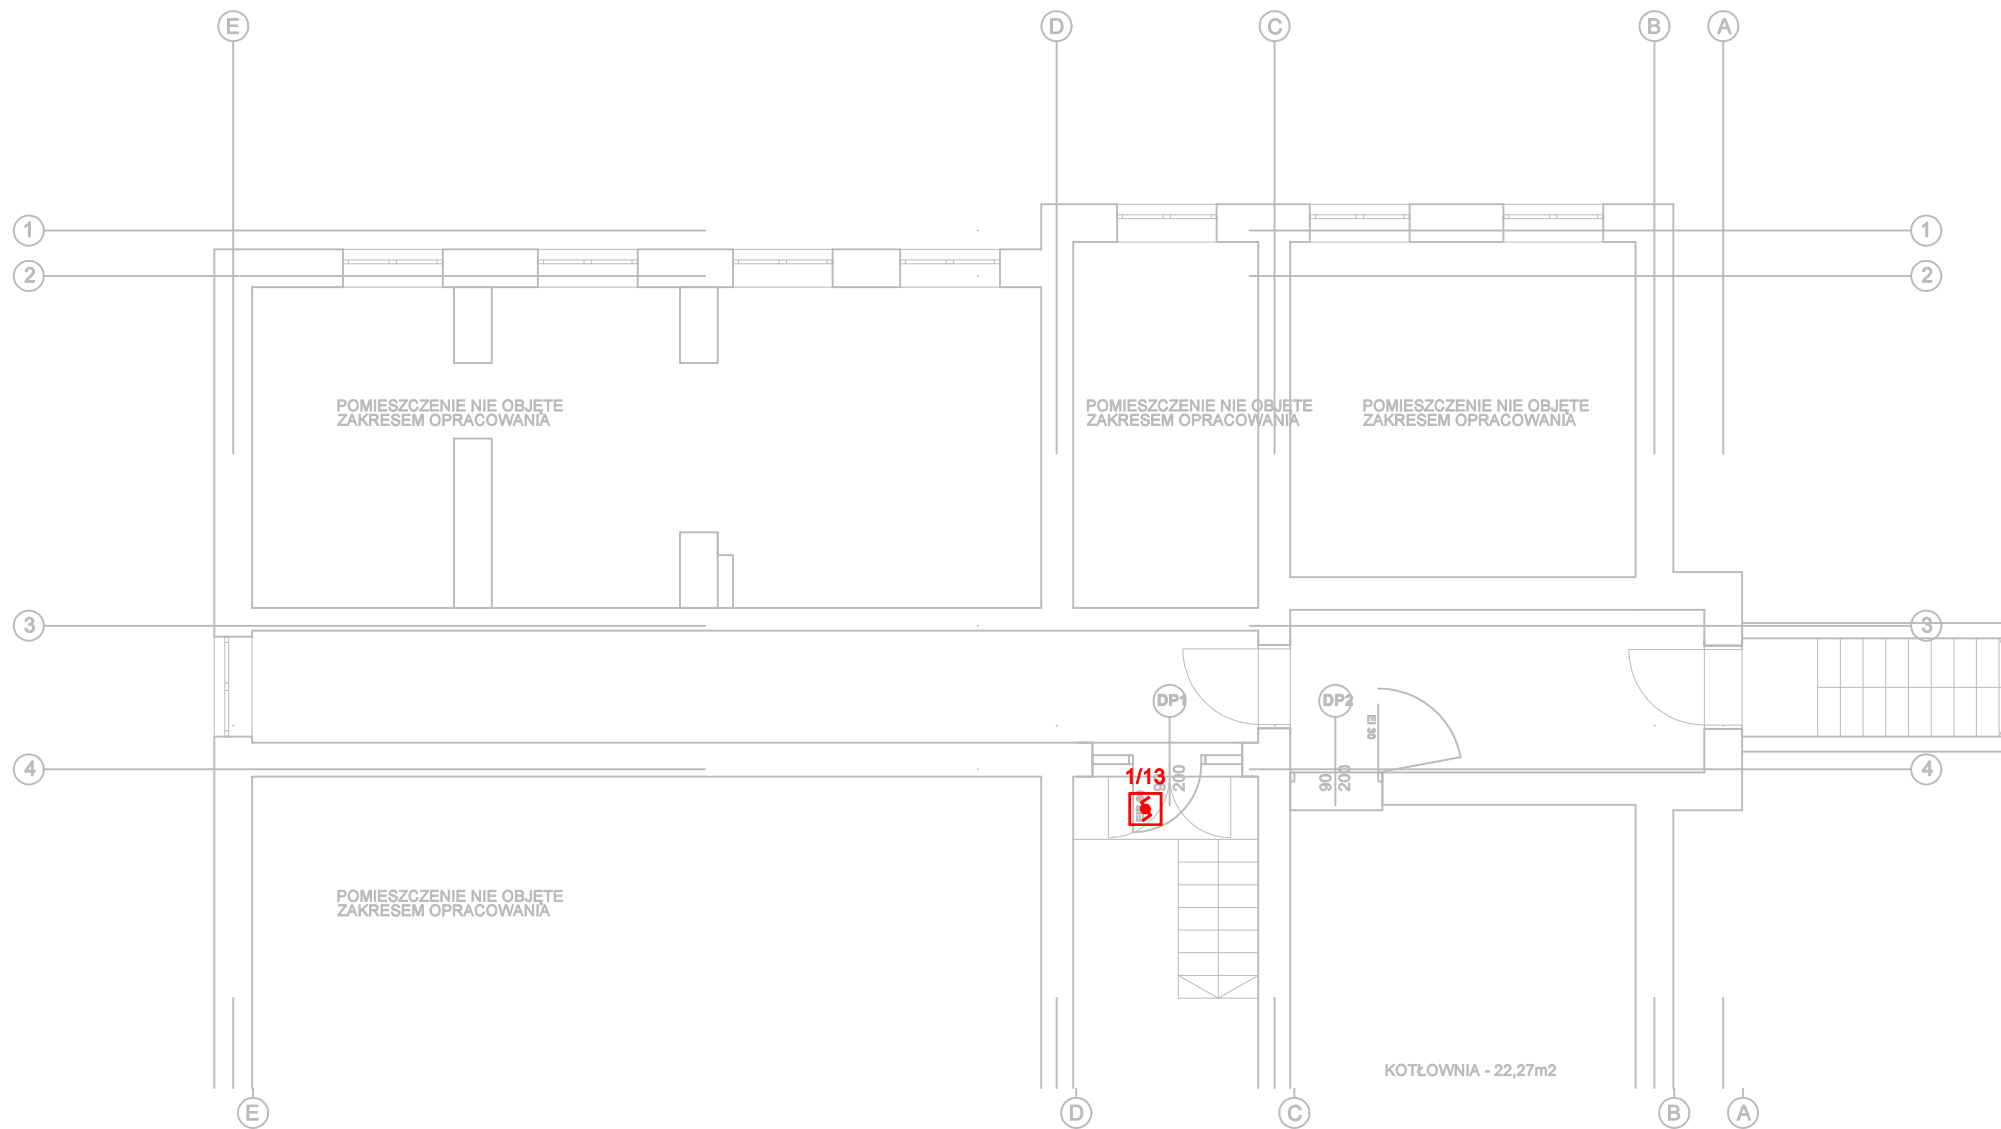 E
D
C
B
A
1
1
2
2
POMIESZCZENIE NIE OBJĘTE
ZAKRESEM OPRACOWANIA
POMIESZCZENIE NIE OBJĘTE
ZAKRESEM OPRACOWANIA
POMIESZCZENIE NIE OBJĘTE
ZAKRESEM OPRACOWANIA
3
3
DP1
DP2
EI 30
4
4
1/13
200
90
200
POMIESZCZENIE NIE OBJĘTE
ZAKRESEM OPRACOWANIA
KOTŁOWNIA - 22,27m2
E
D
C
B
A